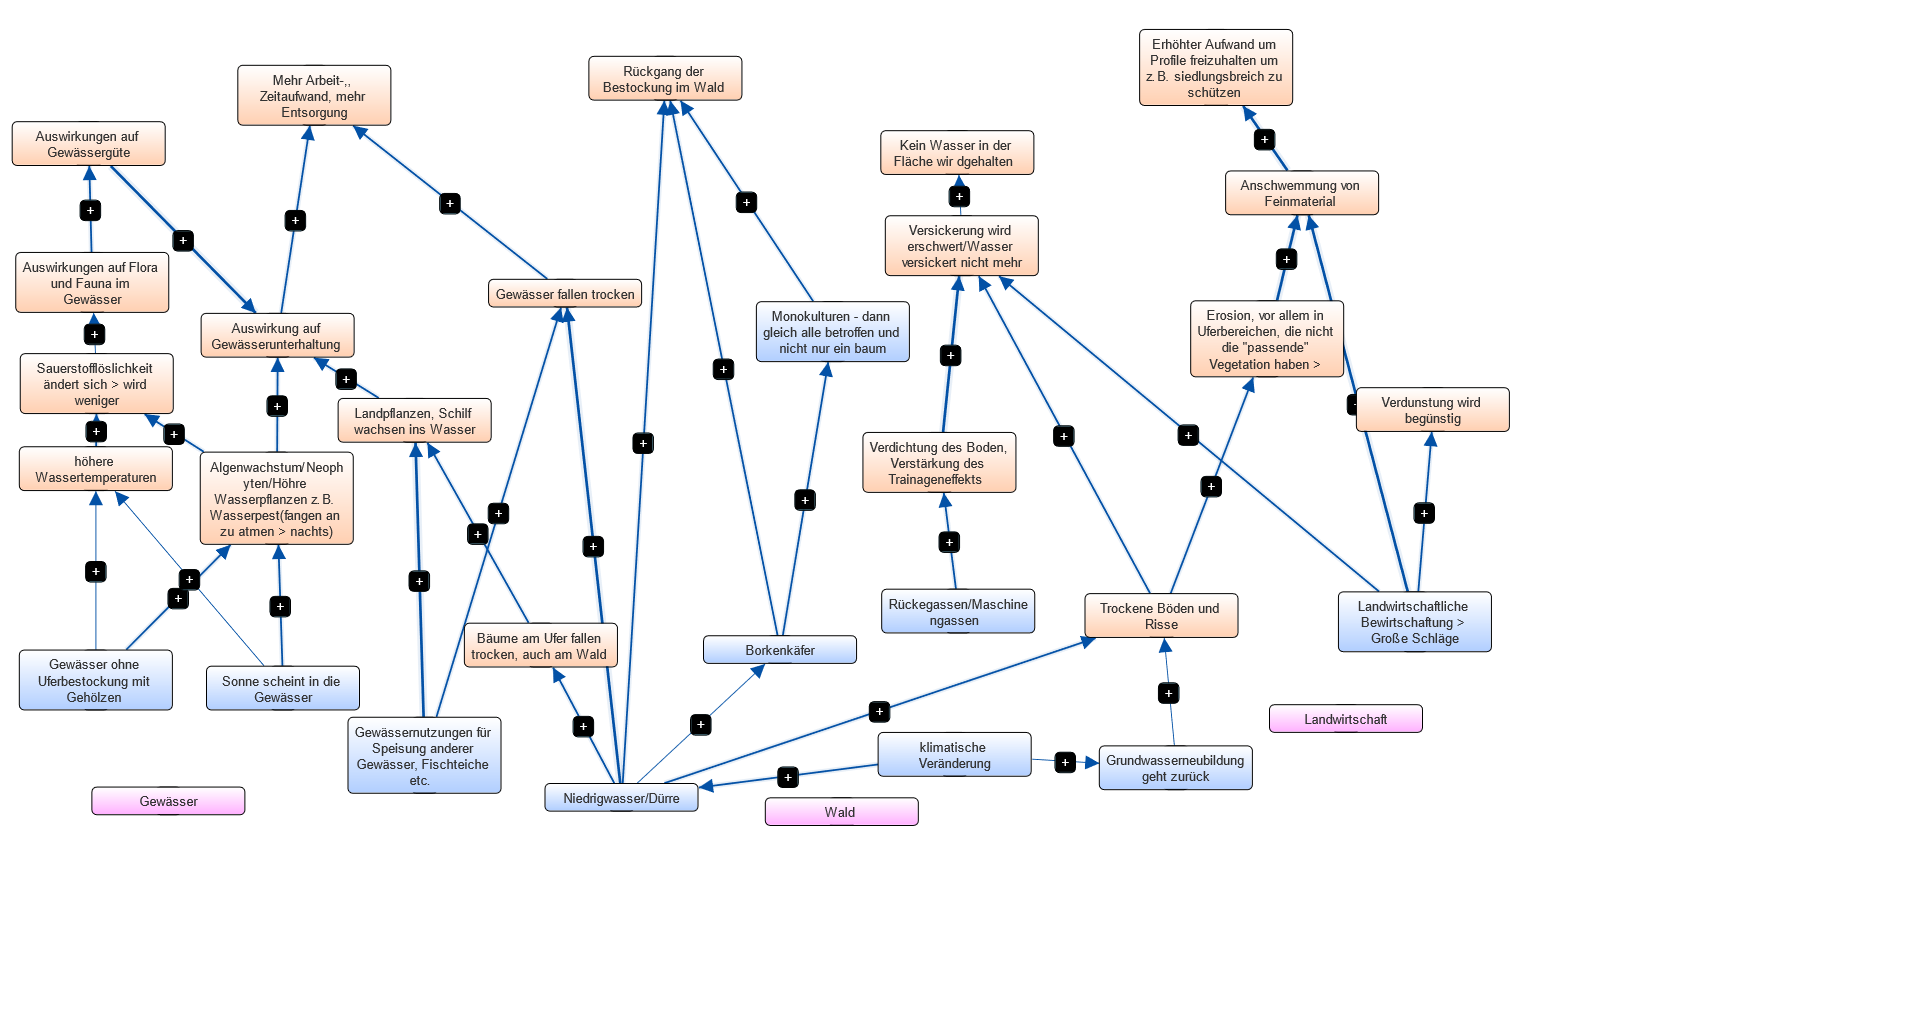 Erhöhter Aufwand um
Profile freizuhalten um
z.B. siedlungsbreich zu
schützen
Rückgang der
Bestockung im Wald
Mehr Arbeit-,,
Zeitaufwand, mehr
Entsorgung
Auswirkungen auf
Gewässergüte
Kein Wasser in der
Fläche wir dgehalten
Anschwemmung von
Feinmaterial
Versickerung wird
erschwert/Wasser
versickert nicht mehr
Auswirkungen auf Flora
und Fauna im
Gewässer
Gewässer fallen trocken
Monokulturen - dann
gleich alle betroffen und
nicht nur ein baum
Erosion, vor allem in
Uferbereichen, die nicht
die "passende"
Vegetation haben >
Auswirkung auf
Gewässerunterhaltung
Sauerstofflöslichkeit
ändert sich > wird
weniger
Verdunstung wird
begünstig
Landpflanzen, Schilf
wachsen ins Wasser
Verdichtung des Boden,
Verstärkung des
Trainageneffekts
höhere
Wassertemperaturen
Algenwachstum/Neoph
yten/Höhre
Wasserpflanzen z.B.
Wasserpest(fangen an
zu atmen > nachts)
Rückegassen/Maschine
ngassen
Trockene Böden und
Risse
Landwirtschaftliche
Bewirtschaftung >
Große Schläge
Bäume am Ufer fallen
trocken, auch am Wald
Borkenkäfer
Gewässer ohne
Uferbestockung mit
Gehölzen
Sonne scheint in die
Gewässer
Landwirtschaft
Gewässernutzungen für
Speisung anderer
Gewässer, Fischteiche
etc.
klimatische
Veränderung
Grundwasserneubildung
geht zurück
Niedrigwasser/Dürre
Gewässer
Wald